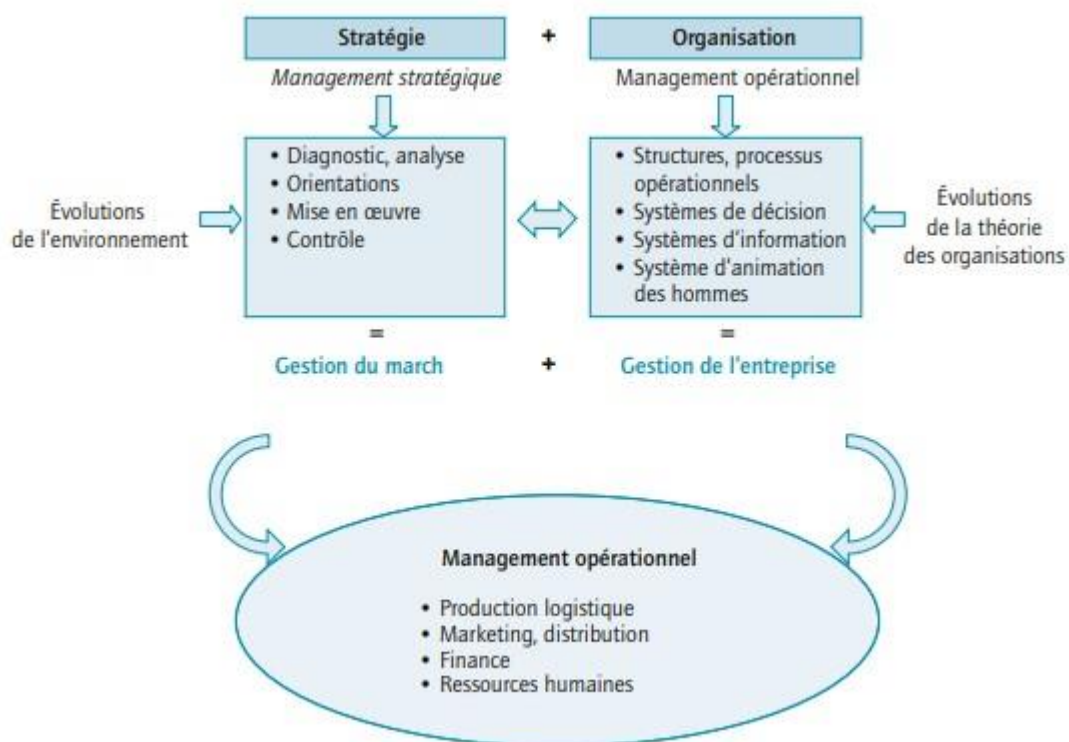 Stratégie + Organisation
Management stratégique Management opérationnel
• Diagnostic, analyse
• Orientations
• Mise en œuvre
• Contrôle
• Structures, processus
opérationnels
• Systèmes de décision
• Systèmes d'information
• Système d'animation
des hommes
Évolutions
de l'environnement
Évolutions
de la théorie
des organisations
= =
Gestion du march + Gestion de l'entreprise
Management opérationnel
• Production logistique
• Marketing, distribution
• Finance
• Ressources humaines